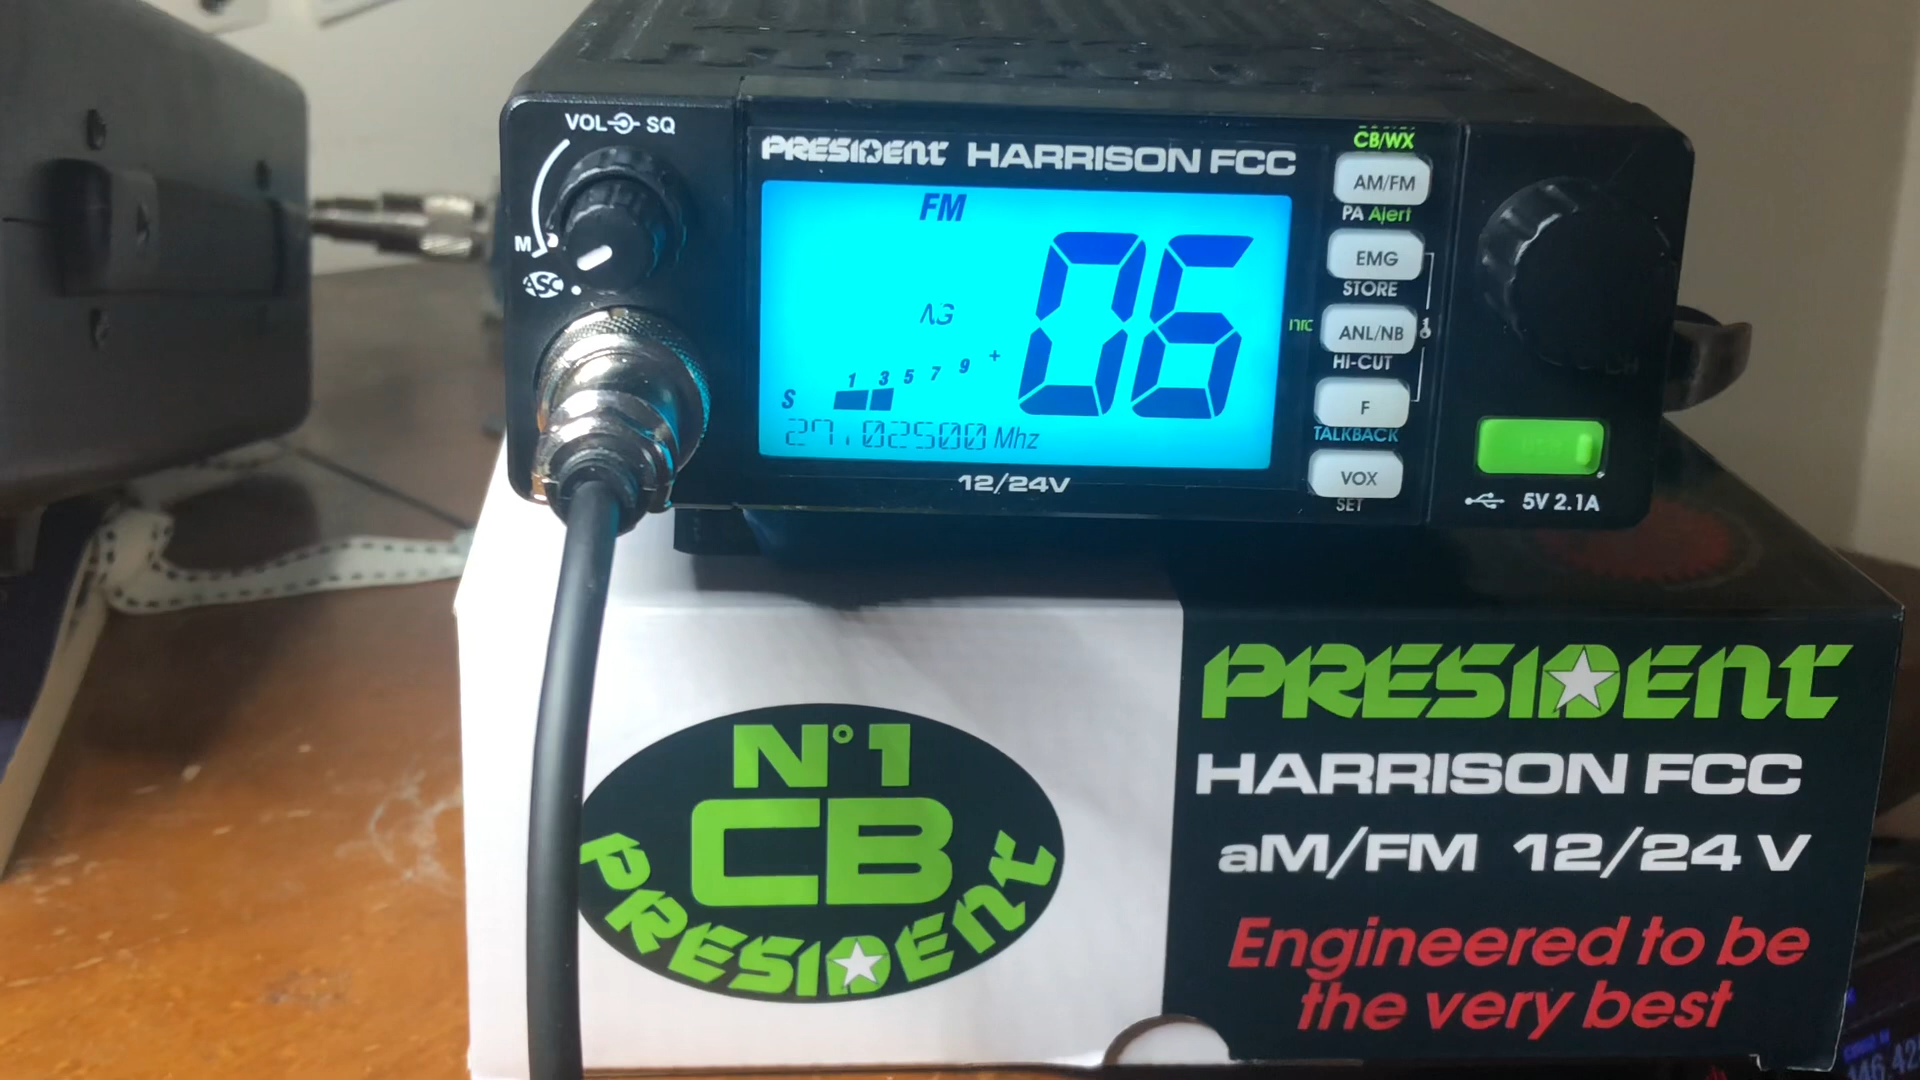 VOL SQ
M
ASC
PRESIDENT HARRISON FCC
FM
06
S 1 3 5 7 9 +
27.02500 Mhz
12/24V
CB/WX
AM/FM
PA Alert
EMG
STORE
ANL/NB
HI-CUT
F
TALKBACK
VOX
SET
5V 2.1A
N°1
CB
PRESIDENT
PRESIDENT
HARRISON FCC
aM/FM 12/24 V
Engineered to be
the very best